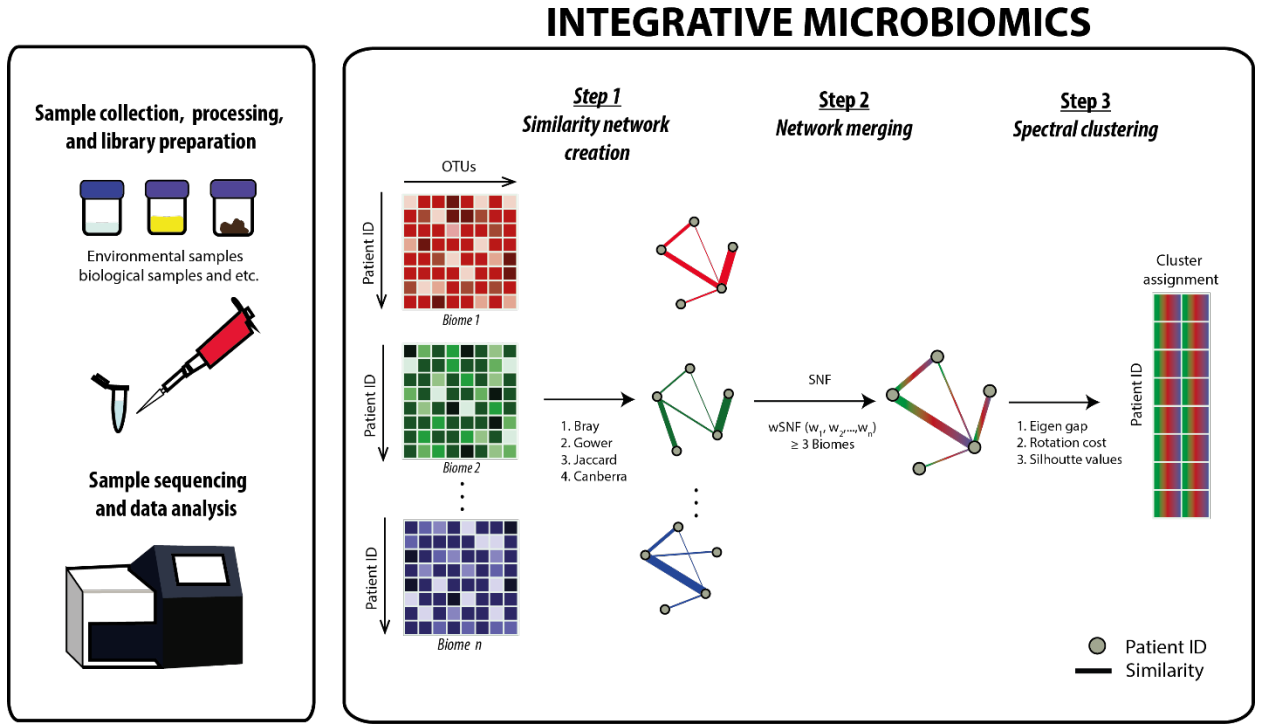 INTEGRATIVE MICROBIOMICS
Sample collection, processing,
and library preparation
Environmental samples
biological samples and etc.
Sample sequencing
and data analysis
Step 1
Similarity network
creation
Step 2
Network merging
Step 3
Spectral clustering
OTUs
Patient ID
Biome 1
Patient ID
Biome 2
Patient ID
Biome n
1. Bray
2. Gower
3. Jaccard
4. Canberra
SNF
wSNF (w1, w2,...,wn)
≥ 3 Biomes
1. Eigen gap
2. Rotation cost
3. Silhoutte values
Cluster
assignment
Patient ID
Patient ID
Similarity